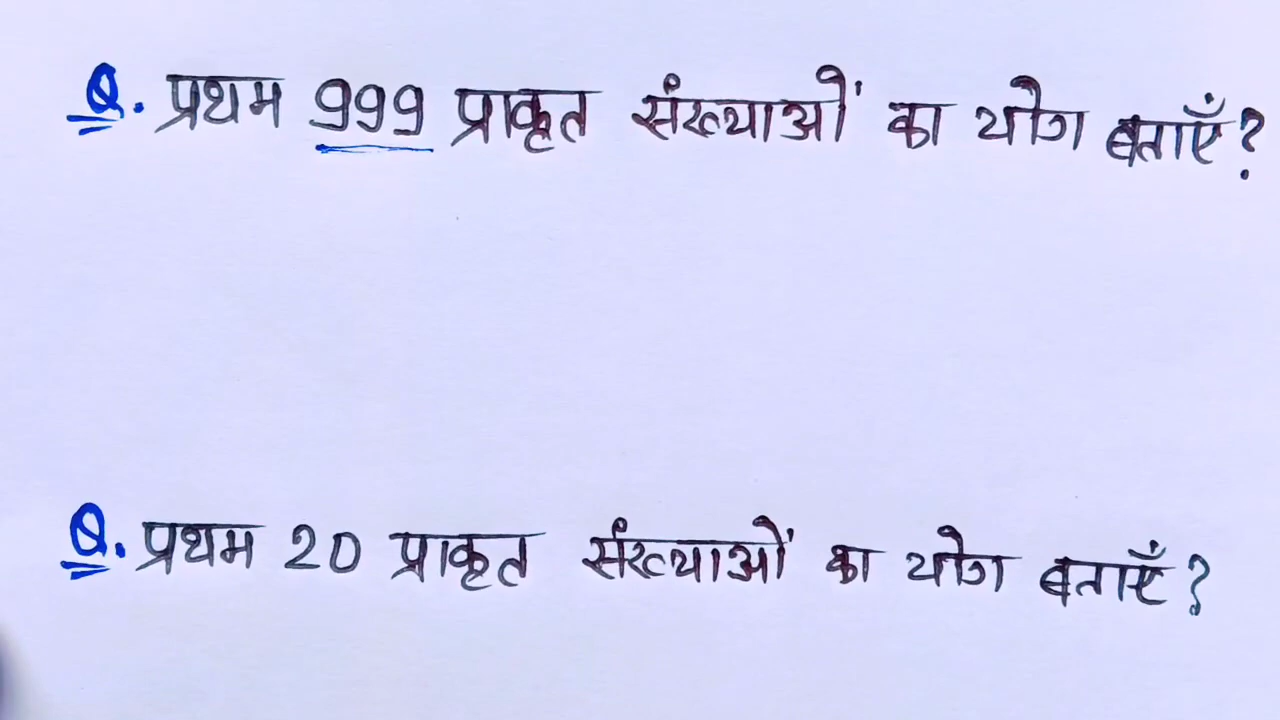 Q. प्रथम 999 प्राकृत संख्याओं का योग बताएँ?
Q. प्रथम 20 प्राकृत संख्याओं का योग बताएँ?